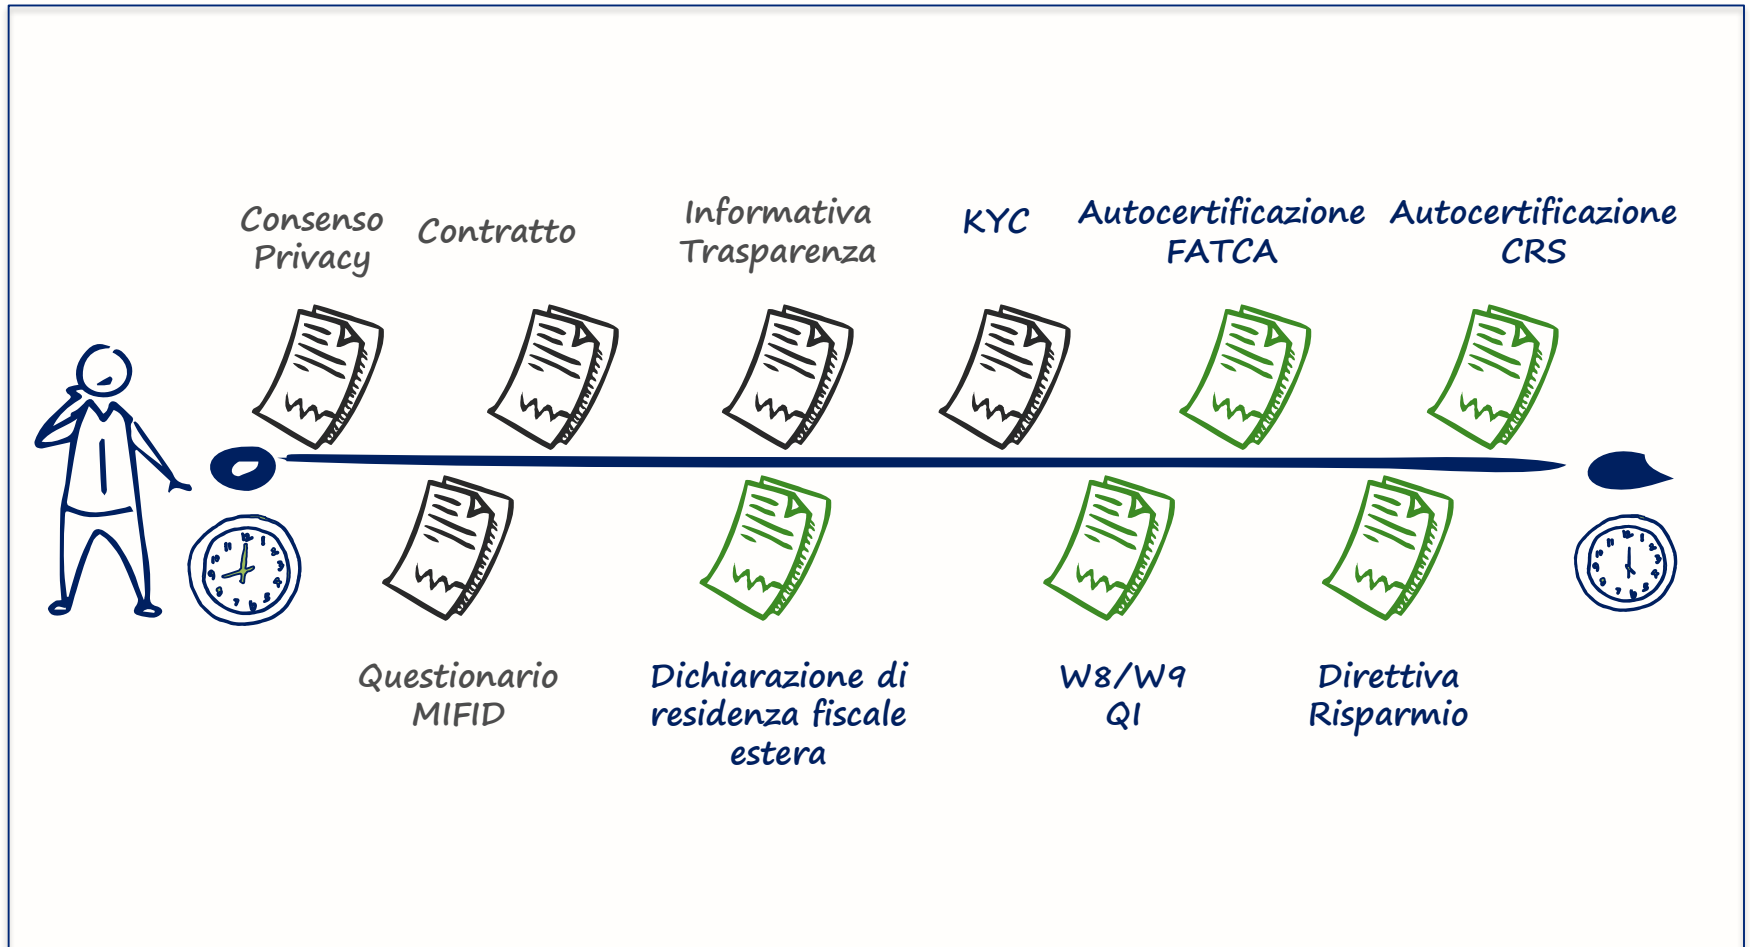 Consenso
Privacy
Contratto
Informativa
Trasparenza
KYC
Autocertificazione
FATCA
Autocertificazione
CRS
Questionario
MIFID
Dichiarazione di
residenza fiscale
estera
W8/W9
QI
Direttiva
Risparmio